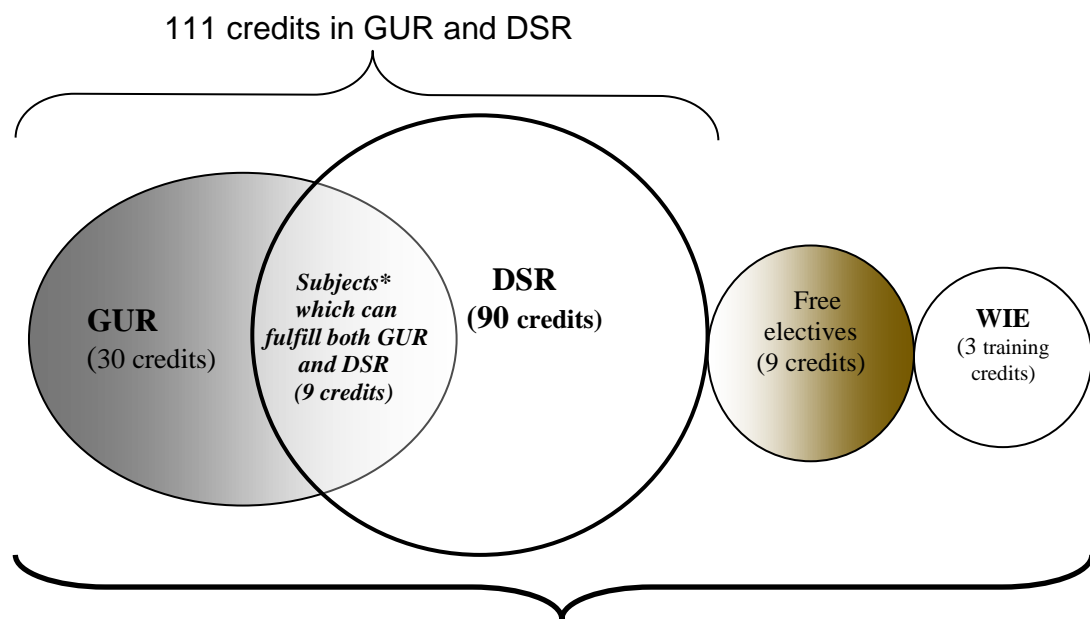 111 credits in GUR and DSR
GUR
(30 credits)
Subjects*
which can
fulfill both GUR
and DSR
(9 credits)
DSR
(90 credits)
Free
electives
(9 credits)
WIE
(3 training
credits)